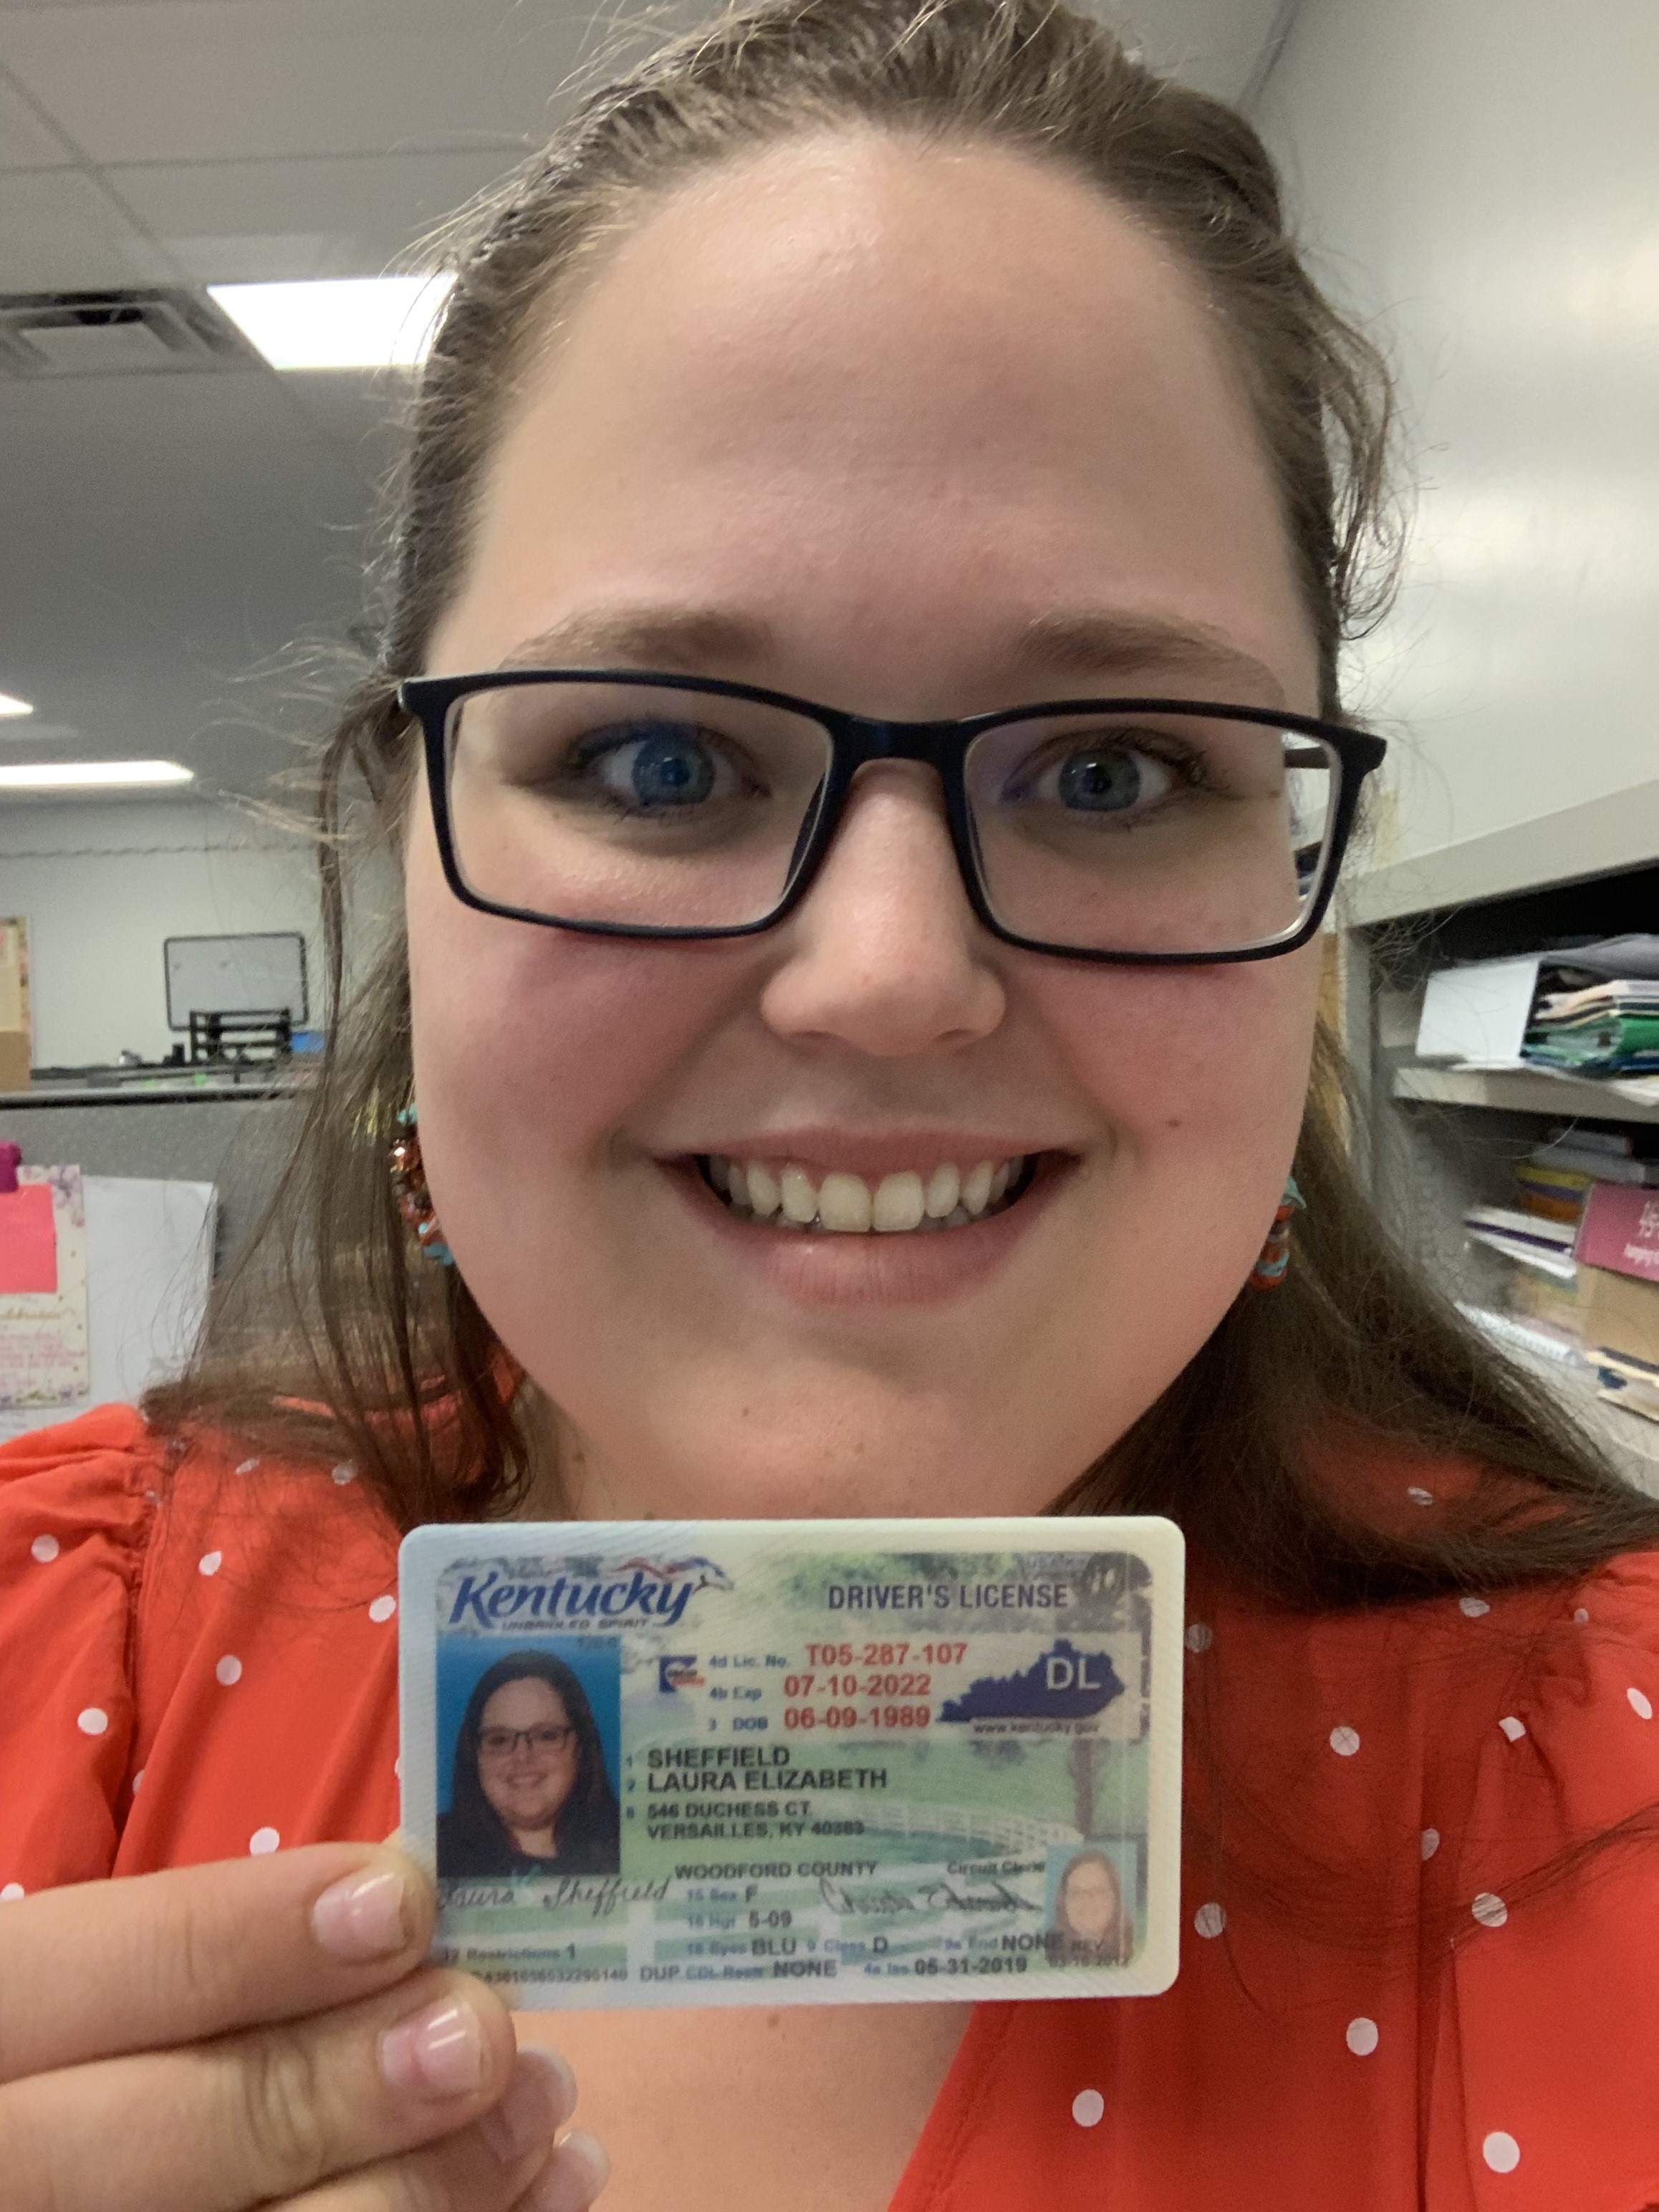 Kentucky
UNBRIDLED SPIRIT
DRIVER'S LICENSE
4d Lic. No. T05-287-107
4b Exp 07-10-2022
3 DOB 06-09-1989
DL
www.kentucky.gov
1 SHEFFIELD
2 LAURA ELIZABETH
8 546 DUCHESS CT.
VERSAILLES, KY 40383
WOODFORD COUNTY
Circuit Clerk
Laura Sheffield
15 Sex F
16 Hgt 5-09
12 Restrictions 1
18 Eyes BLU 9 Class D 9a End NONE
DUP CDL Restr NONE 4a Iss 05-31-2019
REV